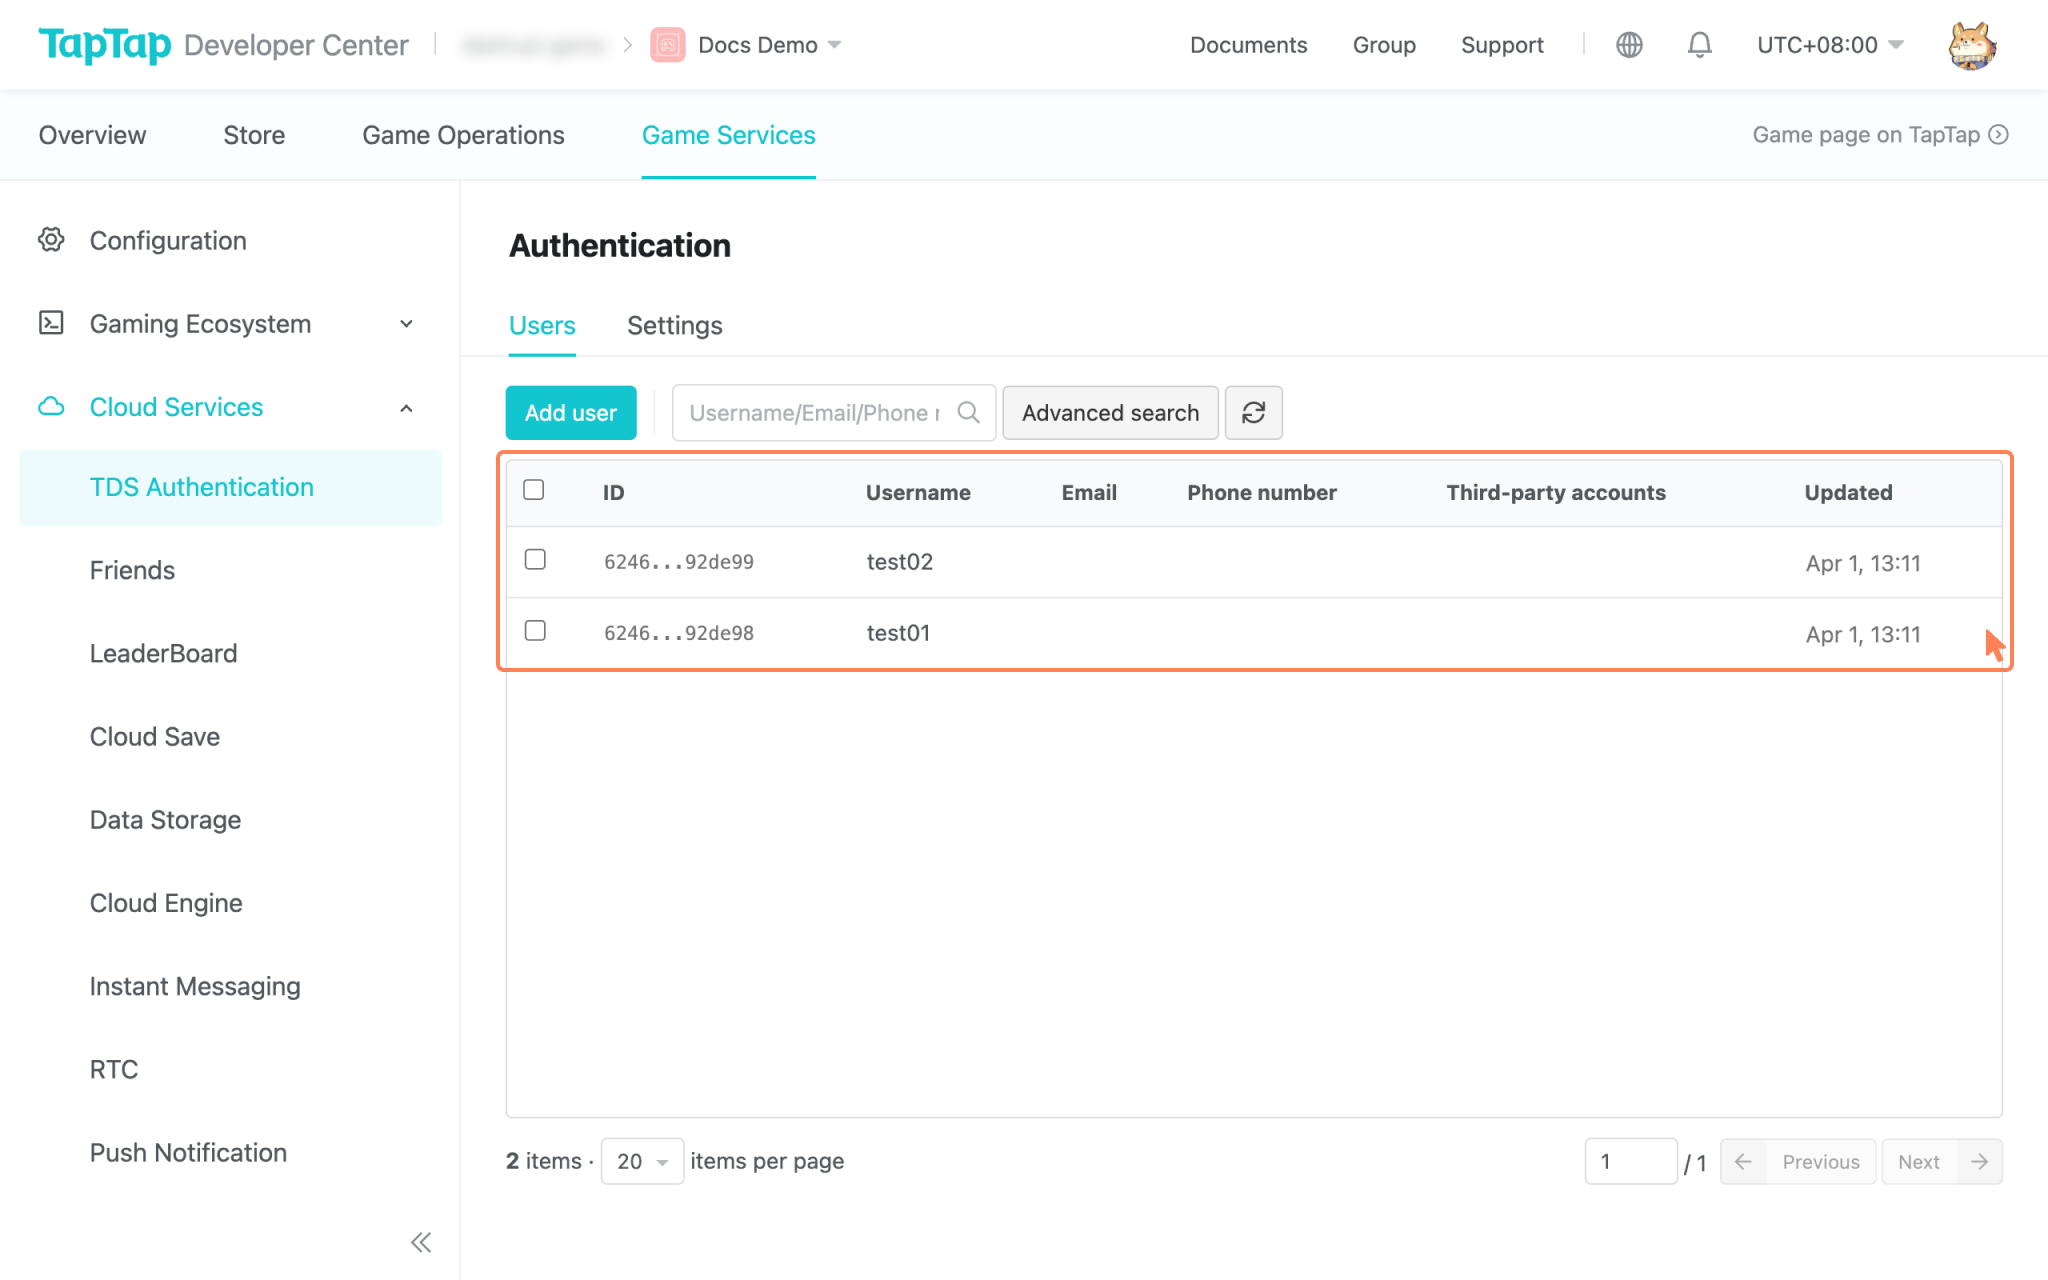 TapTap Developer Center
Docs Demo
Documents
Group
Support
UTC+08:00
Overview
Store
Game Operations
Game Services
Game page on TapTap
Configuration
Gaming Ecosystem
Cloud Services
TDS Authentication
Friends
LeaderBoard
Cloud Save
Data Storage
Cloud Engine
Instant Messaging
RTC
Push Notification
Authentication
Users
Settings
Add user
Username/Email/Phone
Advanced search
ID Username Email Phone number Third-party accounts Updated
6246...92de99 test02 Apr 1, 13:11
6246...92de98 test01 Apr 1, 13:11
2 items · 20 items per page
1 / 1
Previous
Next